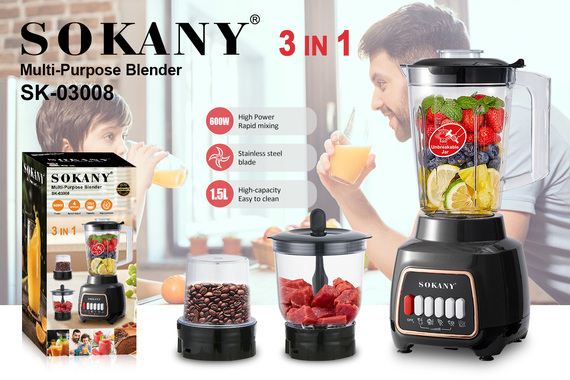 SOKANY®
3 IN 1
Multi-Purpose Blender
SK-03008
600W
High Power
Rapid mixing
Stainless steel
blade
1.5L
High-capacity
Easy to clean
Unbreakable
Jar
SOKANY
SOKANY
Multi-Purpose Blender
SK-03008
3 IN 1
SOKANY